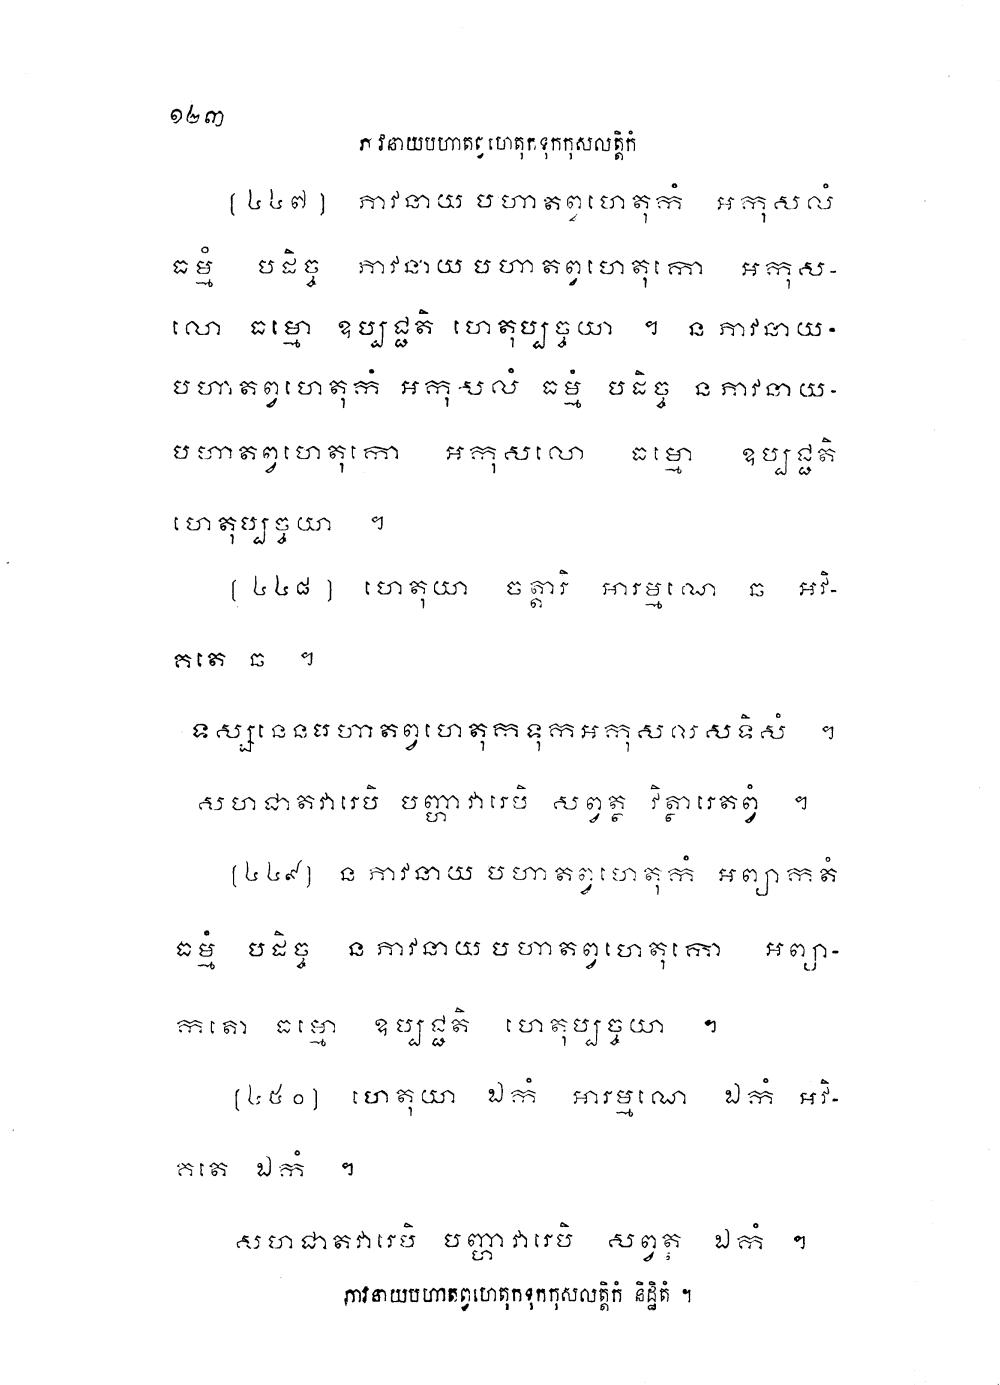 ១២៣
ភាវនាយបហាតព្វហេតុកទុកកុសលត្តិកំ
[៤៤៧] ភាវនាយ បហាតព្វហេតុកំ អកុសលំ
ធម្មំ បដិច្ច ភាវនាយ បហាតព្វហេតុកោ អកុស-
លោ ធម្មោ ឧប្បជ្ជតិ ហេតុប្បច្ចយា ។ ន ភាវនាយ-
បហាតព្វហេតុកំ អកុសលំ ធម្មំ បដិច្ច ន ភាវនាយ-
បហាតព្វហេតុកោ អកុសលោ ធម្មោ ឧប្បជ្ជតិ
ហេតុប្បច្ចយា ។
[៤៤៨] ហេតុយា ចត្តារិ អារម្មណេ ច អវិ-
គតេ ច ។
ទស្សនេនបហាតព្វហេតុកទុកអកុសលសទិសំ ។
សហជាតវារេបិ បញ្ហាវារេបិ សព្វត្ថ វិត្ថារេតព្វំ ។
[៤៤៩] ន ភាវនាយ បហាតព្វហេតុកំ អព្យាកតំ
ធម្មំ បដិច្ច ន ភាវនាយ បហាតព្វហេតុកោ អព្យា-
កតោ ធម្មោ ឧប្បជ្ជតិ ហេតុប្បច្ចយា ។
[៤៥០] ហេតុយា ឯកំ អារម្មណេ ឯកំ អវិ-
គតេ ឯកំ ។
សហជាតវារេបិ បញ្ហាវារេបិ សព្វត្ថ ឯកំ ។
ភាវនាយបហាតព្វហេតុកទុកកុសលត្តិកំ និដ្ឋិតំ ។